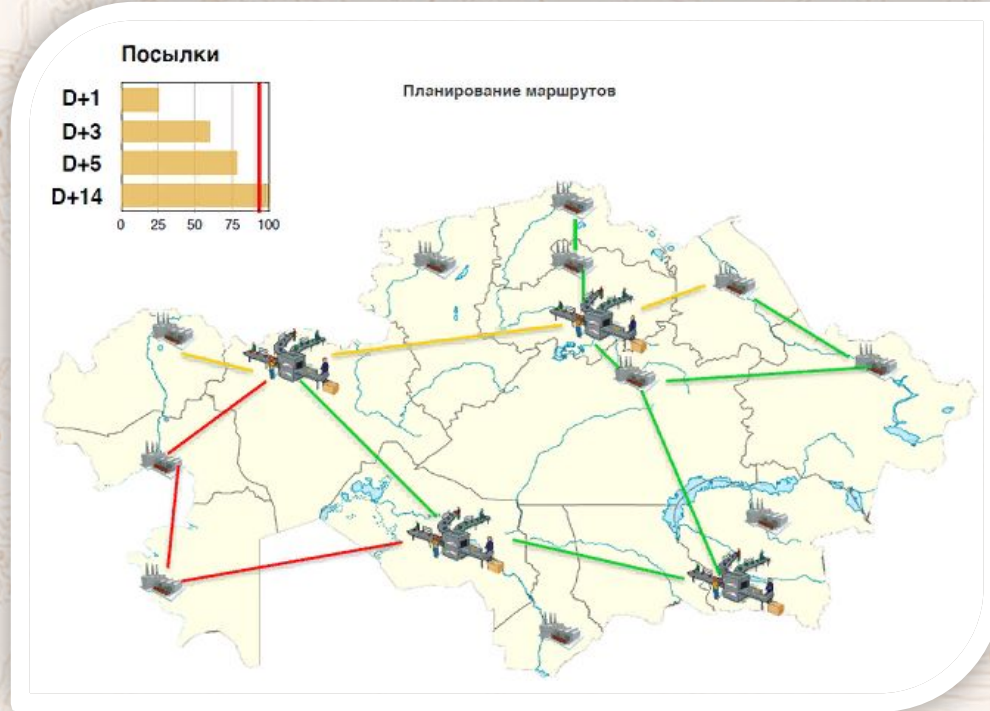 Посылки
Планирование маршрутов
D+1
D+3
D+5
D+14
0 25 50 75 100